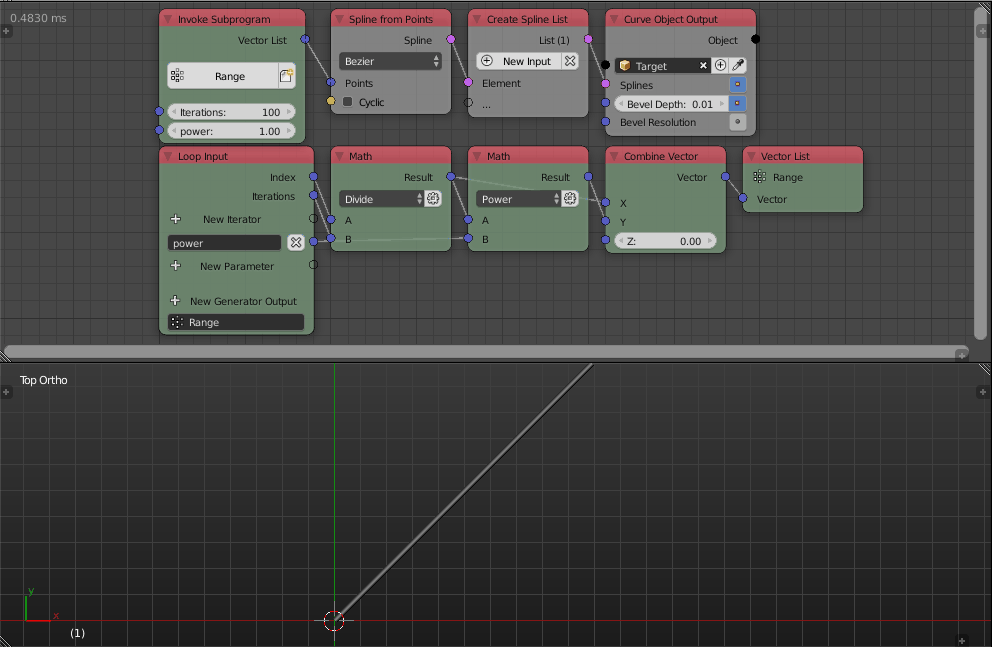 0.4830 ms
Invoke Subprogram
Vector List
Range
Iterations: 100
power: 1.00
Spline from Points
Spline
Bezier
Points
Cyclic
Create Spline List
List (1)
New Input
Element
...
Curve Object Output
Object
Target
Splines
Bevel Depth: 0.01
Bevel Resolution
Loop Input
Index
Iterations
New Iterator
power
New Parameter
New Generator Output
Range
Math
Result
Divide
A
B
Math
Result
Power
A
B
Combine Vector
Vector
X
Y
Z: 0.00
Vector List
Range
Vector
Top Ortho
y
x
(1)